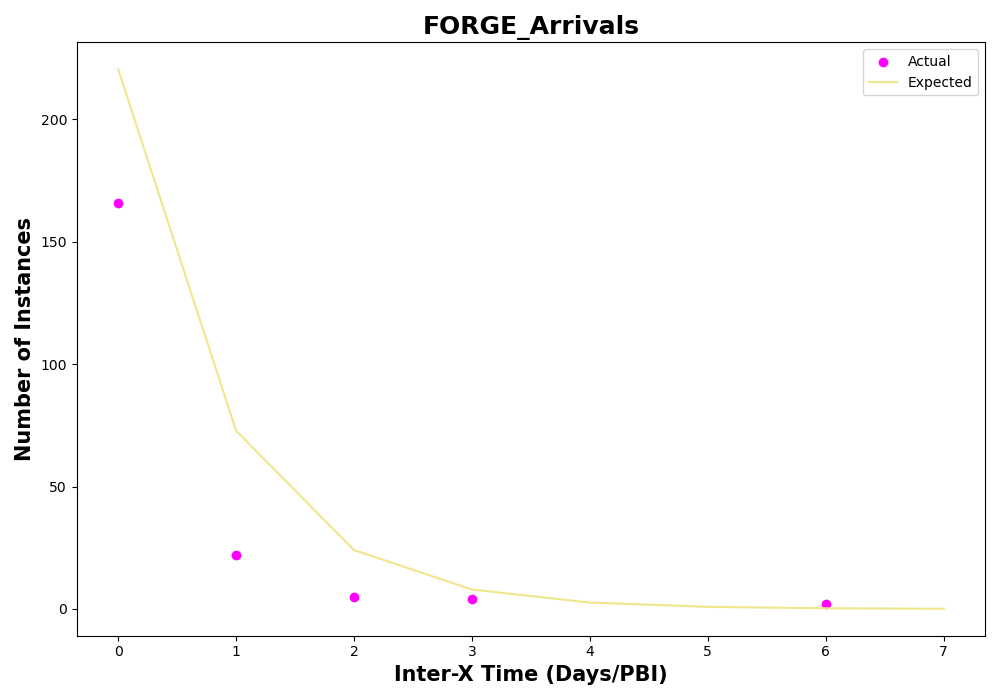 FORGE_Arrivals
Actual
Expected
Number of Instances
200
150
100
50
0
0 1 2 3 4 5 6 7
Inter-X Time (Days/PBI)